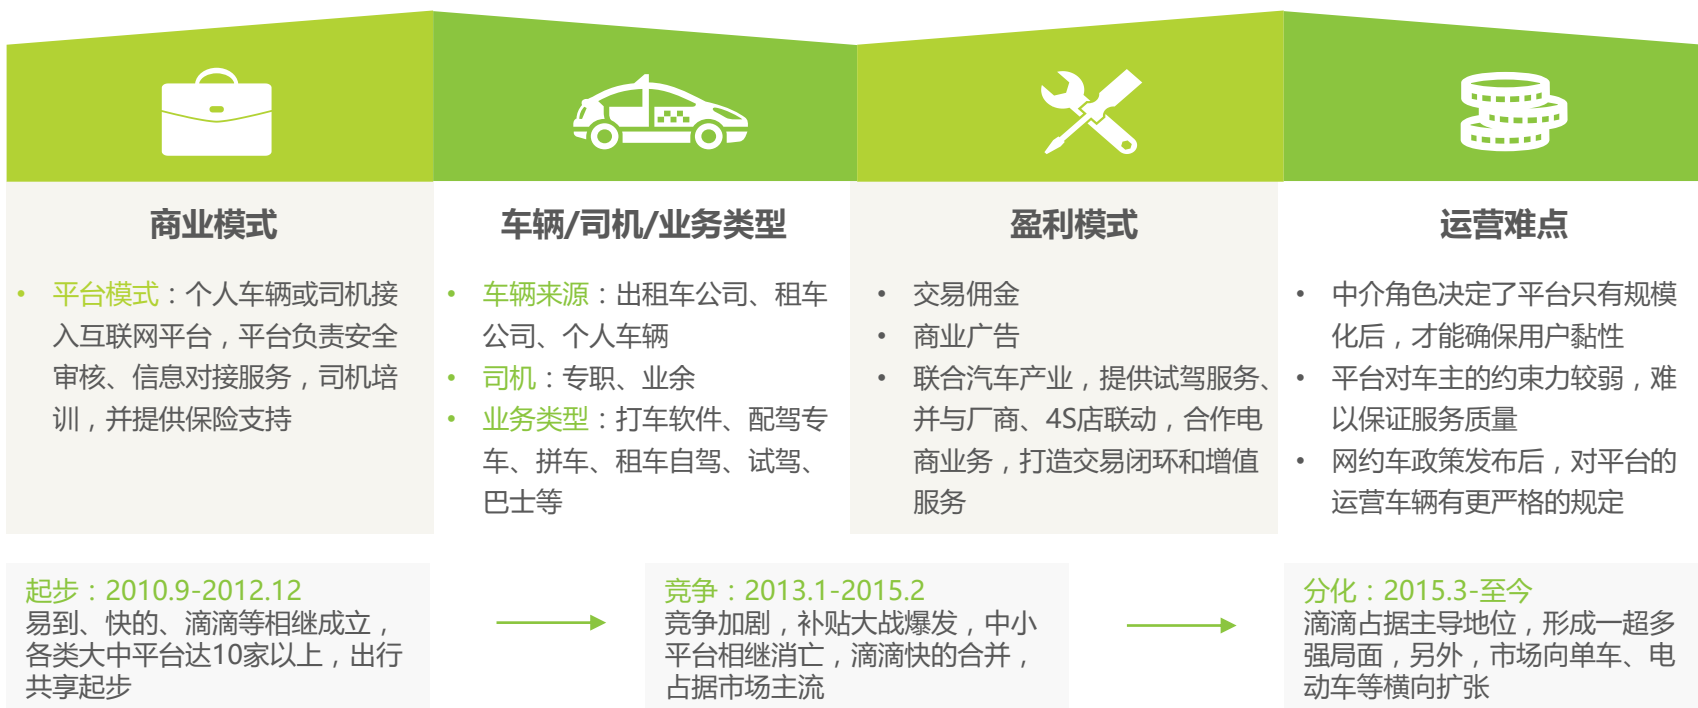 商业模式
• 平台模式：个人车辆或司机接
入互联网平台，平台负责安全
审核、信息对接服务，司机培
训，并提供保险支持
车辆/司机/业务类型
• 车辆来源：出租车公司、租车
公司、个人车辆
• 司机：专职、业余
• 业务类型：打车软件、配驾专
车、拼车、租车自驾、试驾、
巴士等
盈利模式
• 交易佣金
• 商业广告
• 联合汽车产业，提供试驾服务、
并与厂商、4S店联动，合作电
商业务，打造交易闭环和增值
服务
运营难点
• 中介角色决定了平台只有规模
化后，才能确保用户黏性
• 平台对车主的约束力较弱，难
以保证服务质量
• 网约车政策发布后，对平台的
运营车辆有更严格的规定
起步：2010.9-2012.12
易到、快的、滴滴等相继成立，
各类大中平台达10家以上，出行
共享起步
竞争：2013.1-2015.2
竞争加剧，补贴大战爆发，中小
平台相继消亡，滴滴快的合并，
占据市场主流
分化：2015.3-至今
滴滴占据主导地位，形成一超多
强局面，另外，市场向单车、电
动车等横向扩张